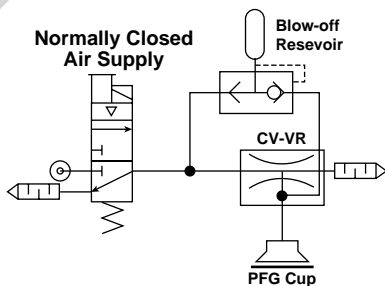 Normally Closed
Air Supply
Blow-off
Resevoir
CV-VR
PFG Cup